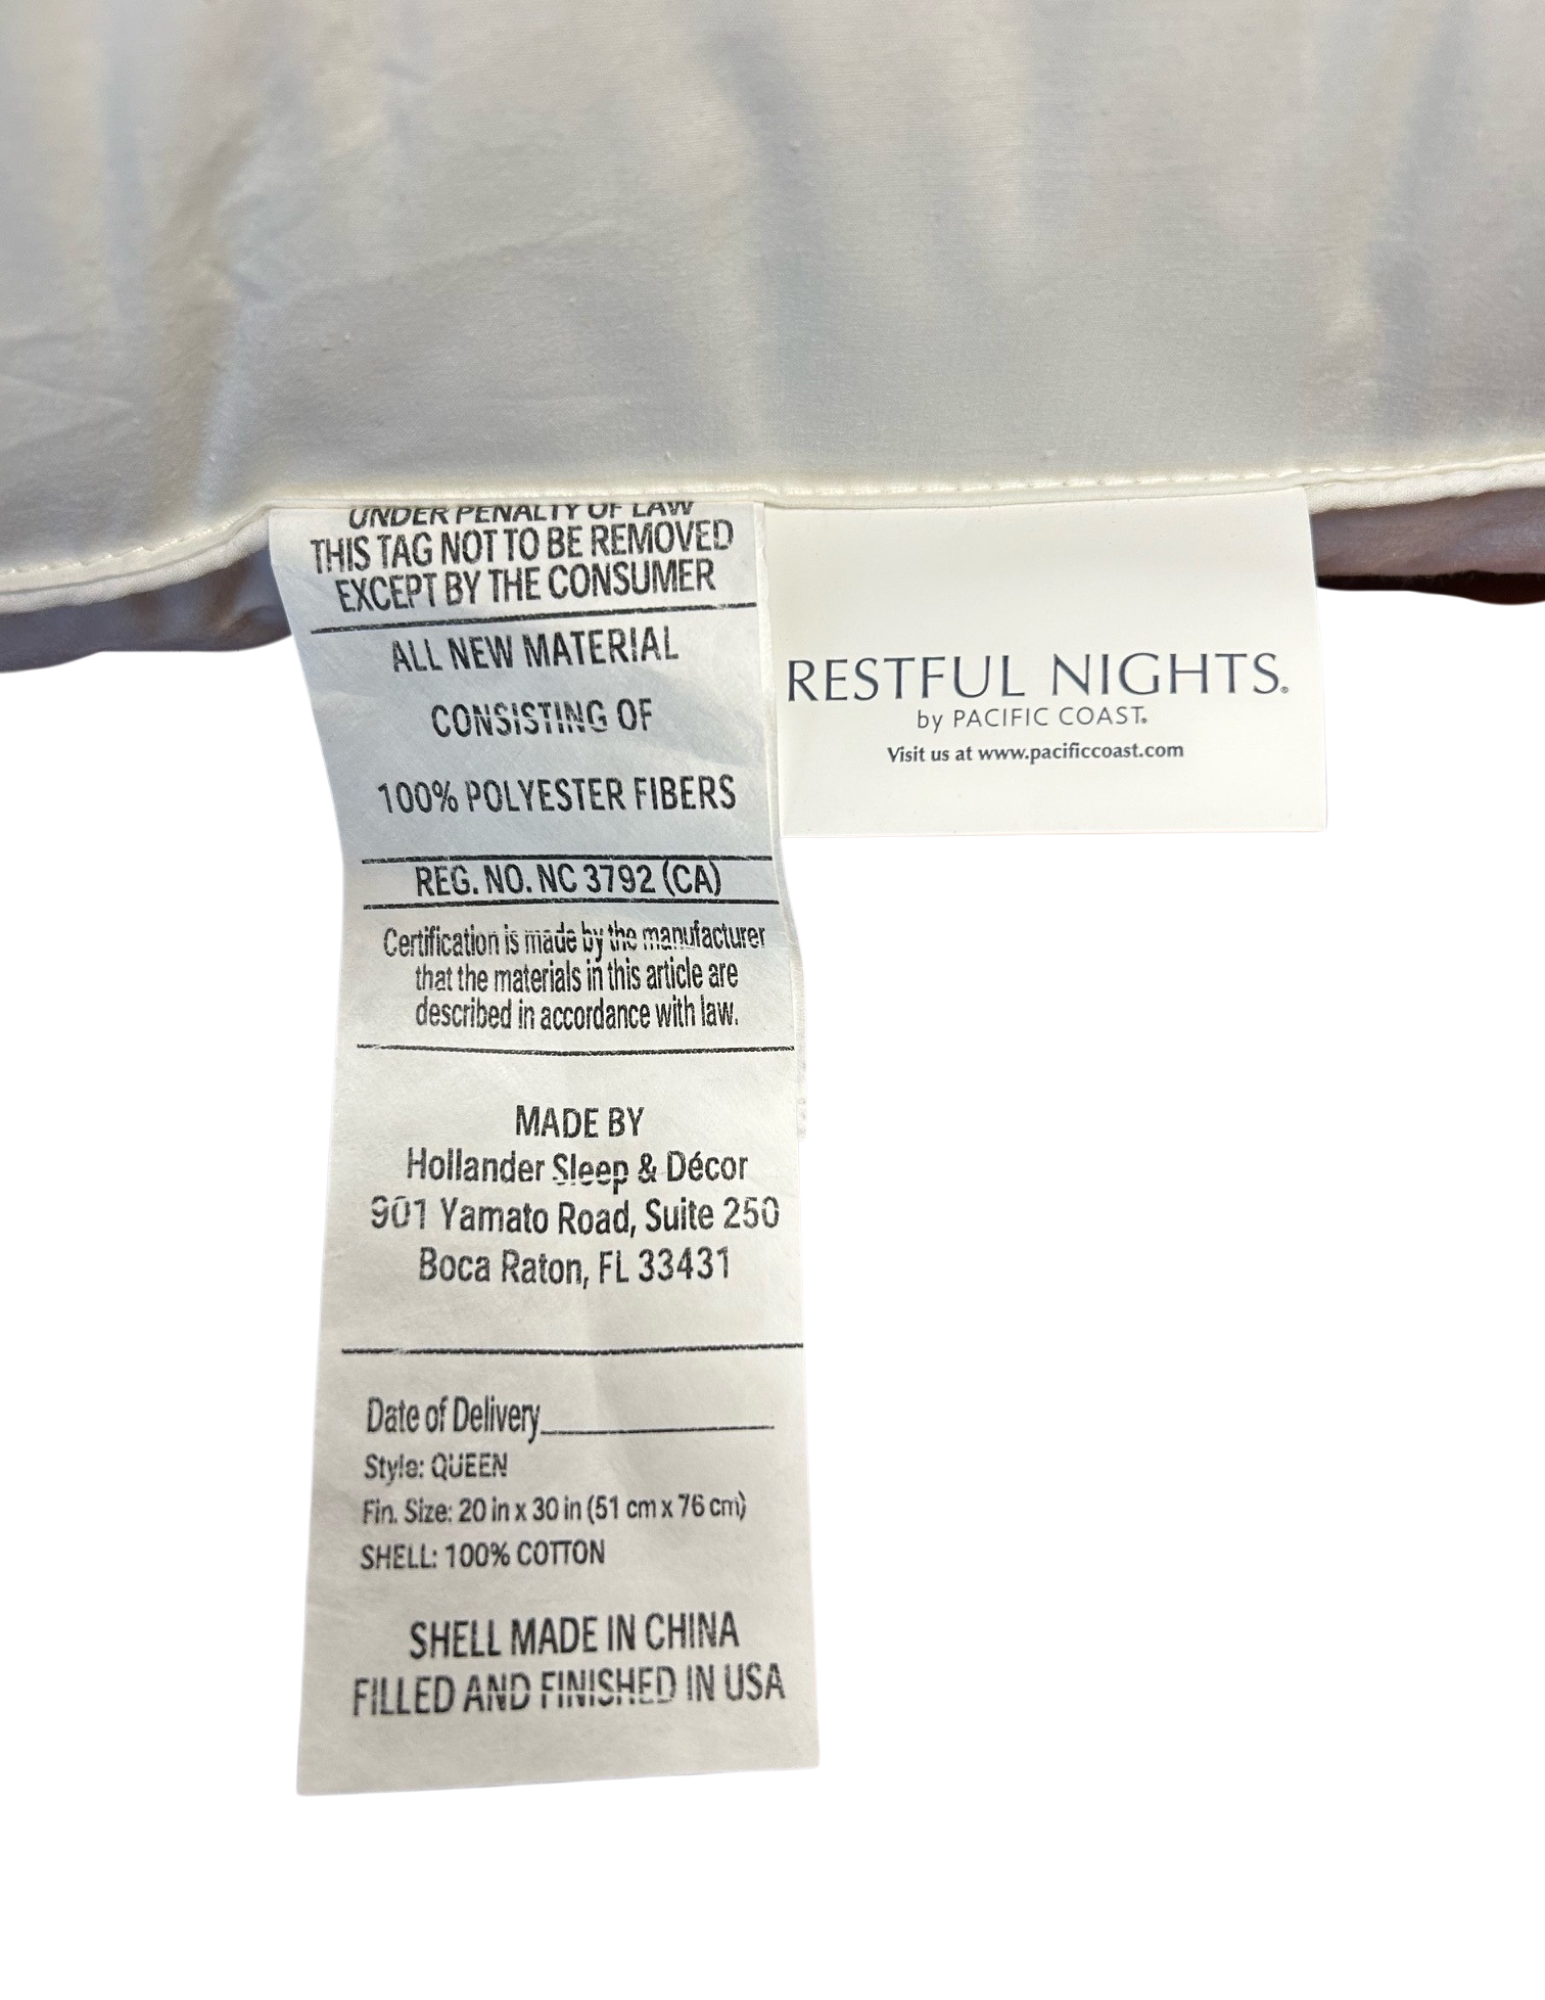 UNDER PENALTY OF LAW
THIS TAG NOT TO BE REMOVED
EXCEPT BY THE CONSUMER
ALL NEW MATERIAL
CONSISTING OF
100% POLYESTER FIBERS
REG. NO. NC 3792 (CA)
Certification is made by the manufacturer
that the materials in this article are
described in accordance with law.
MADE BY
Hollander Sleep & Décor
901 Yamato Road, Suite 250
Boca Raton, FL 33431
Date of Delivery
Style: QUEEN
Fin. Size: 20 in x 30 in (51 cm x 76 cm)
SHELL: 100% COTTON
SHELL MADE IN CHINA
FILLED AND FINISHED IN USA
RESTFUL NIGHTS®
by PACIFIC COAST®
Visit us at www.pacificcoast.com